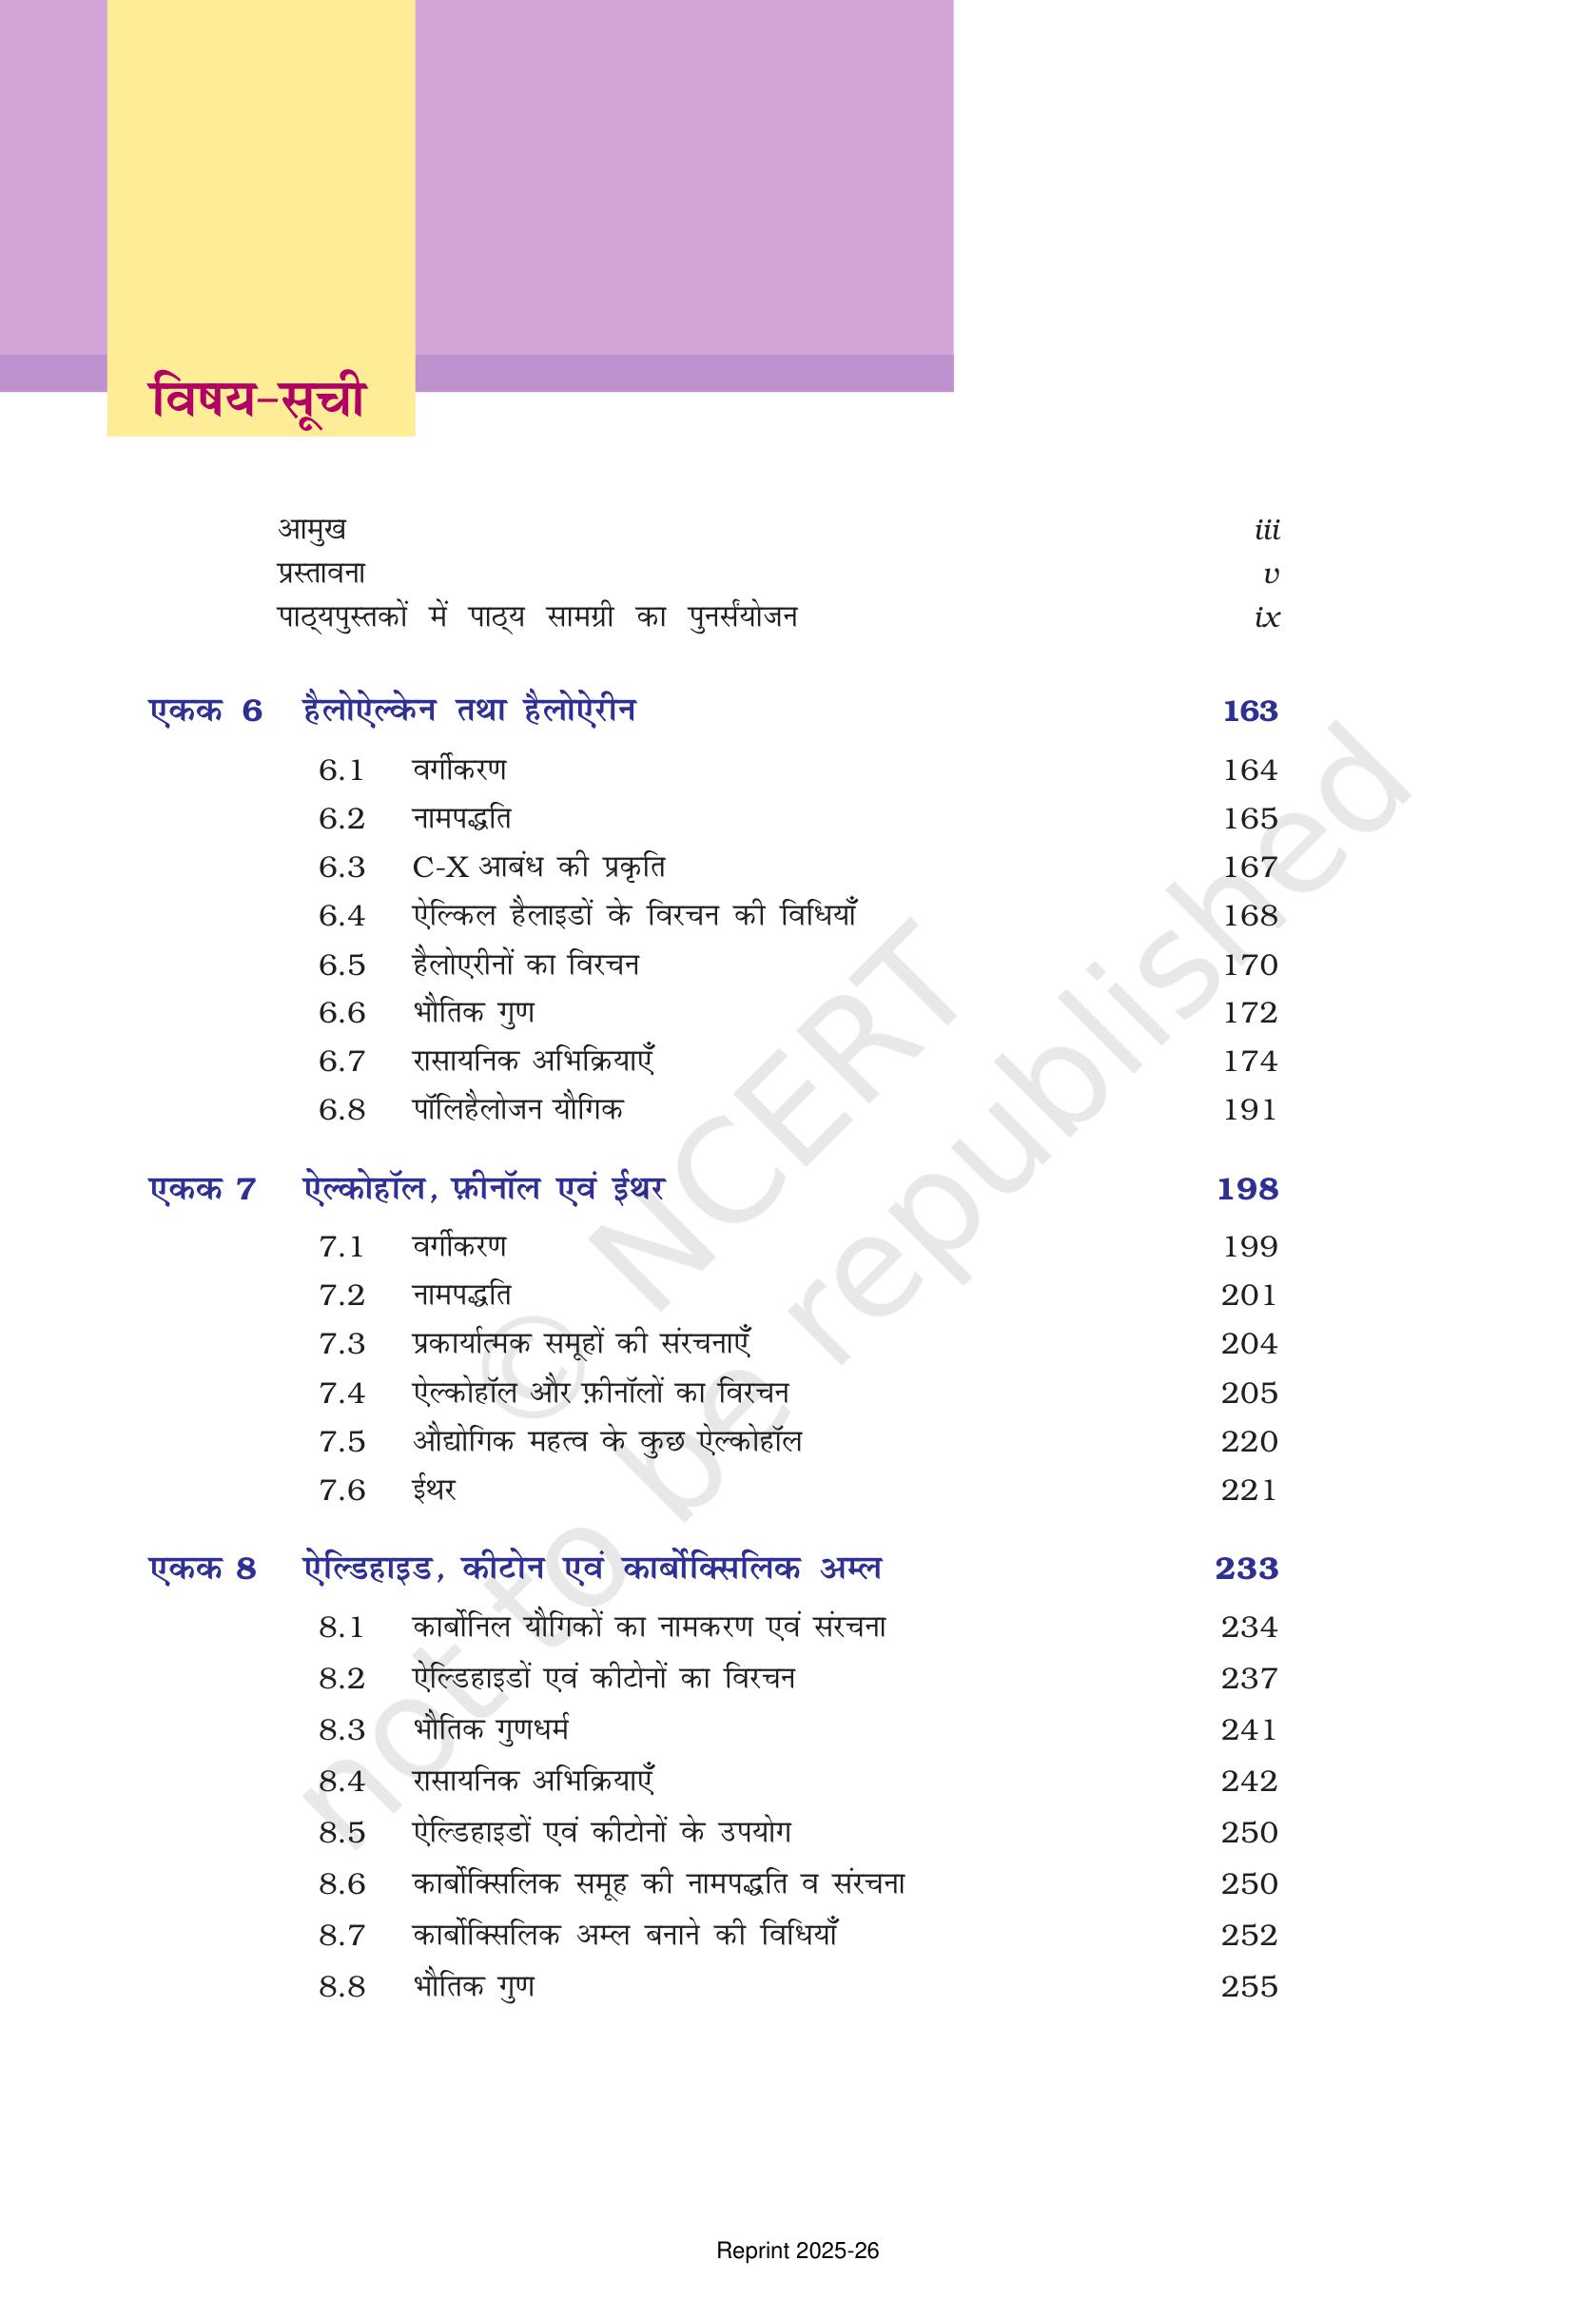 विषय-सूची
आमुख iii
प्रस्तावना v
पाठ्यपुस्तकों में पाठ्य सामग्री का पुनर्संयोजन ix
एकक 6 हैलोऐल्केन तथा हैलोऐरीन 163
6.1 वर्गीकरण 164
6.2 नामपद्धति 165
6.3 C-X आबंध की प्रकृति 167
6.4 ऐल्किल हैलाइडों के विरचन की विधियाँ 168
6.5 हैलोएरीनों का विरचन 170
6.6 भौतिक गुण 172
6.7 रासायनिक अभिक्रियाएँ 174
6.8 पॉलिहैलोजन यौगिक 191
एकक 7 ऐल्कोहॉल, फ़ीनॉल एवं ईथर 198
7.1 वर्गीकरण 199
7.2 नामपद्धति 201
7.3 प्रकार्यात्मक समूहों की संरचनाएँ 204
7.4 ऐल्कोहॉल और फ़ीनॉलों का विरचन 205
7.5 औद्योगिक महत्व के कुछ ऐल्कोहॉल 220
7.6 ईथर 221
एकक 8 ऐल्डिहाइड, कीटोन एवं कार्बोक्सिलिक अम्ल 233
8.1 कार्बोनिल यौगिकों का नामकरण एवं संरचना 234
8.2 ऐल्डिहाइडों एवं कीटोनों का विरचन 237
8.3 भौतिक गुणधर्म 241
8.4 रासायनिक अभिक्रियाएँ 242
8.5 ऐल्डिहाइडों एवं कीटोनों के उपयोग 250
8.6 कार्बोक्सिलिक समूह की नामपद्धति व संरचना 250
8.7 कार्बोक्सिलिक अम्ल बनाने की विधियाँ 252
8.8 भौतिक गुण 255
© NCERT
not to be republished
Reprint 2025-26